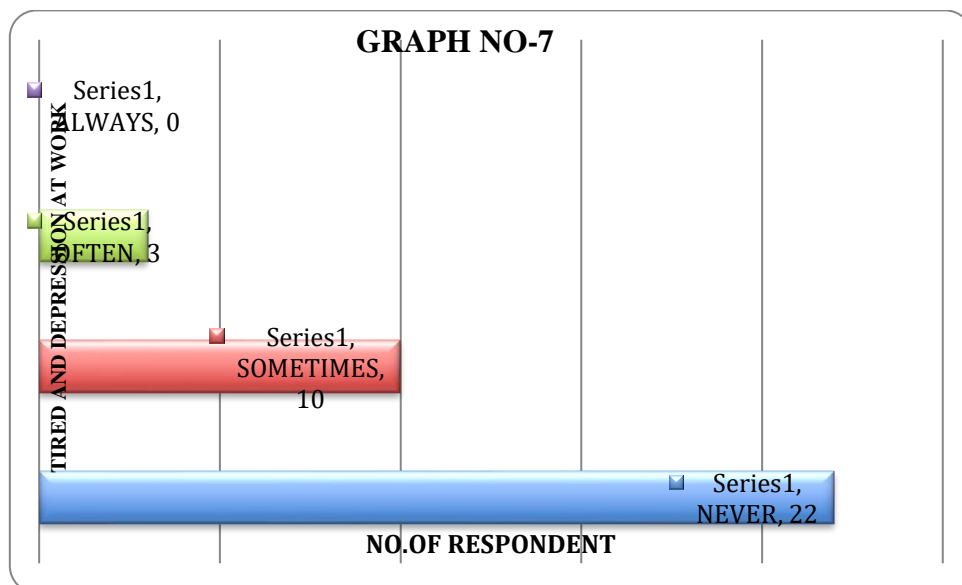 GRAPH NO-7
Series1,
ALWAYS, 0
Series1,
OFTEN, 3
Series1,
SOMETIMES,
10
Series1,
NEVER, 22
TIRED AND DEPRESSION AT WORK
NO.OF RESPONDENT